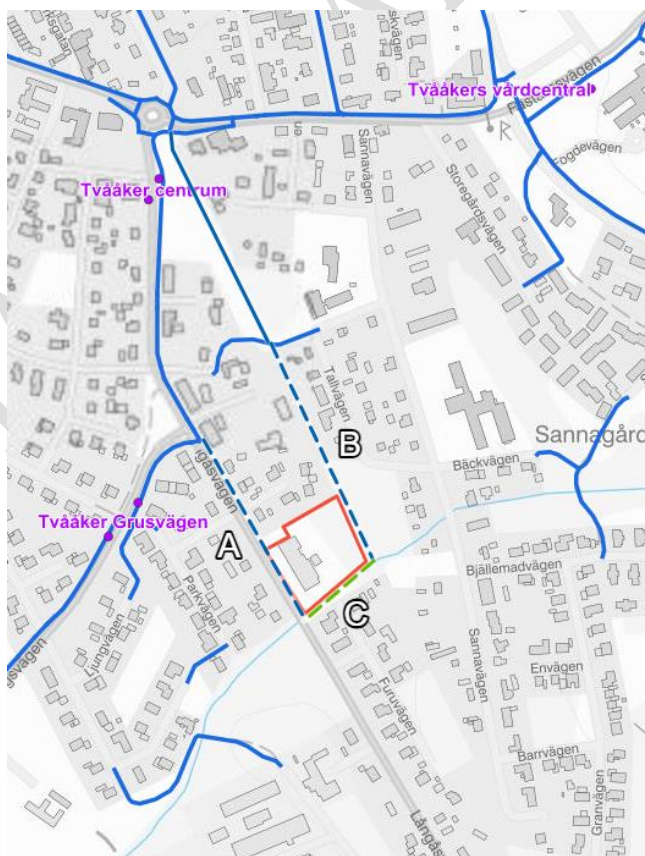 Tvååkers vårdcentral
Fastarpsvägen
Fogdevägen
Sannavägen
Storegårdsvägen
Tvååker centrum
Tallvägen
B
Sannagård
Bäckvägen
Tvååker Grusvägen
A
Bjällemadvägen
C
Parkvägen
Ljungvägen
Sannavägen
Envägen
Furuvägen
Barrvägen
Granvägen